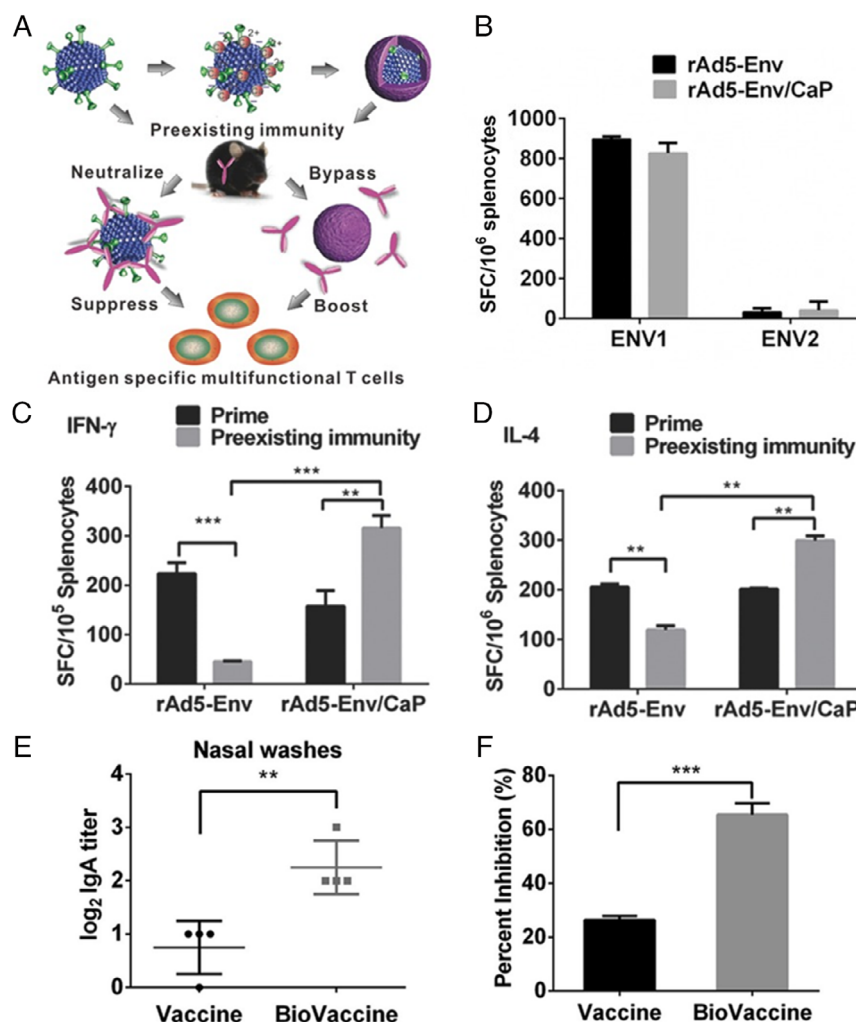 A
2+
2+
2+
Preexisting immunity
Neutralize
Bypass
Suppress
Boost
Antigen specific multifunctional T cells
B
rAd5-Env
rAd5-Env/CaP
SFC/10⁶ splenocytes
1000
800
600
400
200
0
ENV1 ENV2
C
IFN-γ
Prime
Preexisting immunity
SFC/10⁵ Splenocytes
400
300
200
100
0
***
***
**
rAd5-Env rAd5-Env/CaP
D
IL-4
Prime
Preexisting immunity
SFC/10⁶ Splenocytes
400
300
200
100
0
**
**
**
rAd5-Env rAd5-Env/CaP
E
Nasal washes
log₂ IgA titer
4
3
2
1
0
**
Vaccine BioVaccine
F
Percent Inhibition (%)
80
60
40
20
0
***
Vaccine BioVaccine